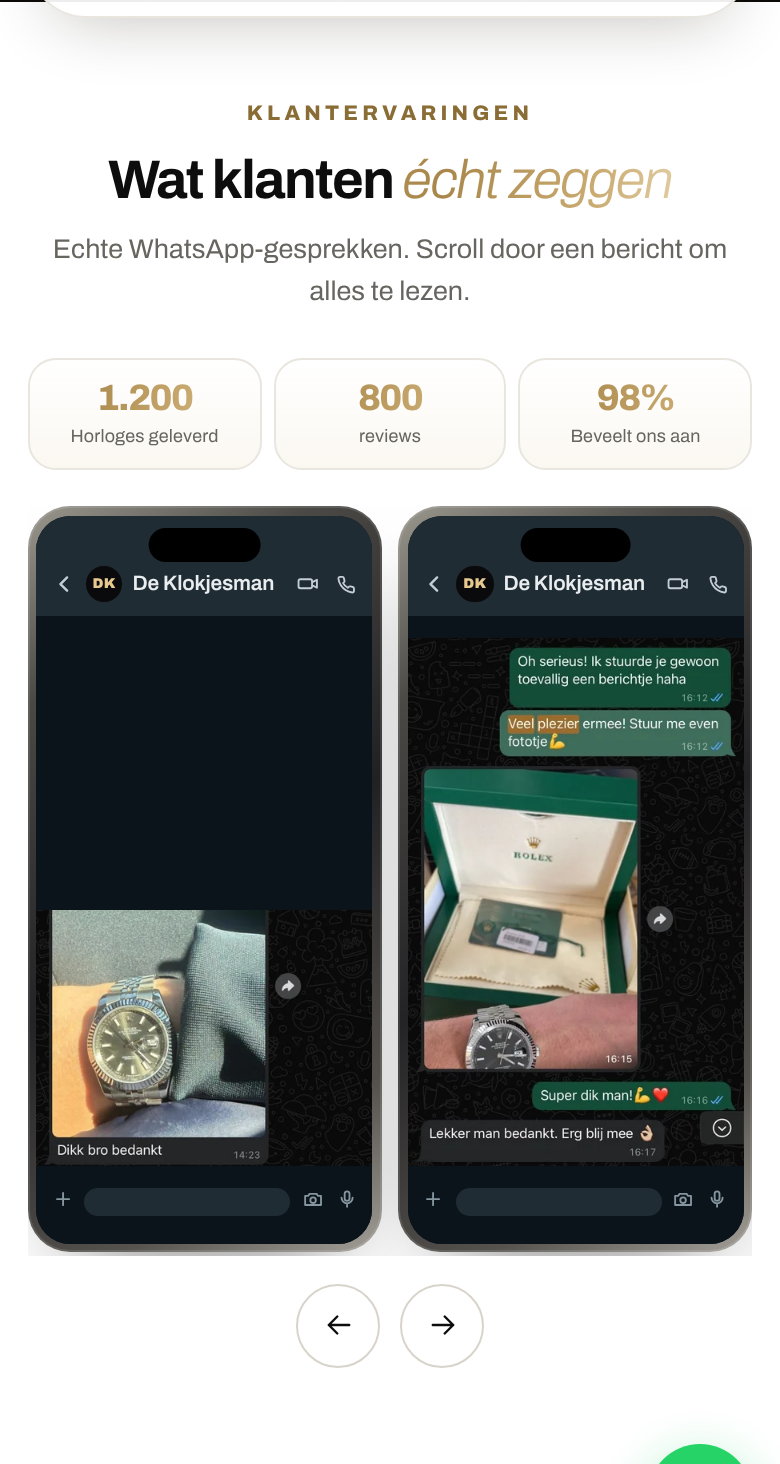 KLANTERVARINGEN
Wat klanten écht zeggen
Echte WhatsApp-gesprekken. Scroll door een bericht om
alles te lezen.
1.200
Horloges geleverd
800
reviews
98%
Beveelt ons aan
DK De Klokjesman
Dikk bro bedankt
14:23
DK De Klokjesman
Oh serieus! Ik stuurde je gewoon
toevallig een berichtje haha
16:12
Veel plezier ermee! Stuur me even
fototje💪
16:12
ROLEX
16:15
Super dik man!💪❤️ 16:16
Lekker man bedankt. Erg blij mee 👌🏻
16:17